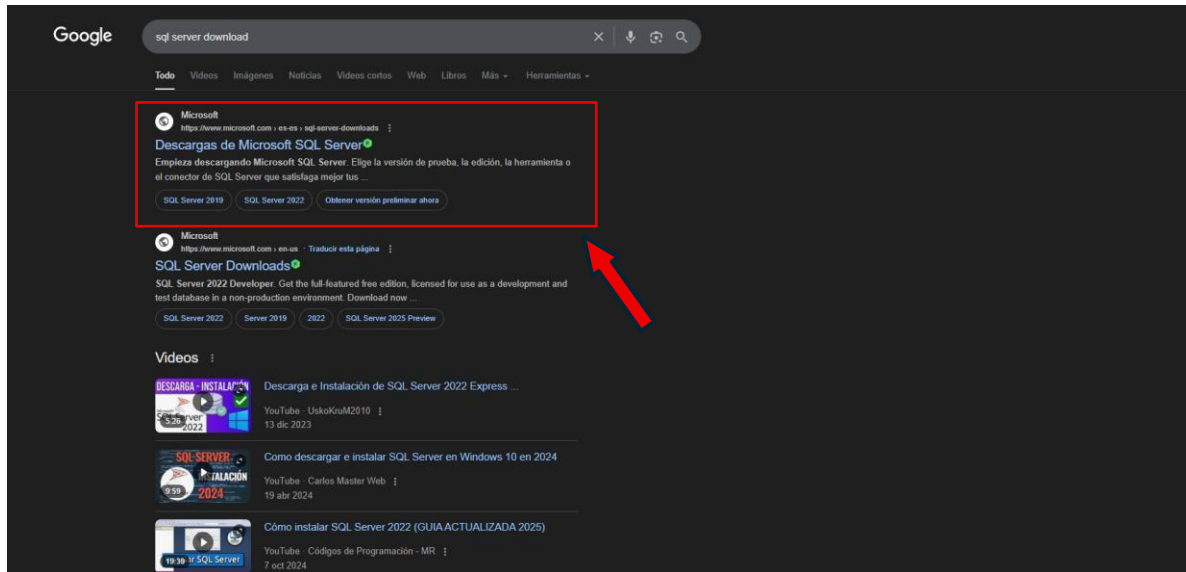 Google
sql server download
Todo Videos Imágenes Noticias Videos cortos Web Libros Más Herramientas
Microsoft
https://www.microsoft.com › es-es › sql-server-downloads
Descargas de Microsoft SQL Server
Empieza descargando Microsoft SQL Server. Elige la versión de prueba, la edición, la herramienta o
el conector de SQL Server que satisfaga mejor tus ...
SQL Server 2019 SQL Server 2022 Obtener versión preliminar ahora
Microsoft
https://www.microsoft.com › en-us · Traducir esta página
SQL Server Downloads
SQL Server 2022 Developer. Get the full-featured free edition, licensed for use as a development and
test database in a non-production environment. Download now ...
SQL Server 2022 Server 2019 2022 SQL Server 2025 Preview
Videos
DESCARGA - INSTALACIÓN
Server
2022
5:26
Descarga e Instalación de SQL Server 2022 Express ...
YouTube · UskoKruM2010
13 dic 2023
SQL SERVER
INSTALACIÓN
2024
9:59
Como descargar e instalar SQL Server en Windows 10 en 2024
YouTube · Carlos Master Web
19 abr 2024
SQL Server
19:30
Cómo instalar SQL Server 2022 (GUIA ACTUALIZADA 2025)
YouTube · Códigos de Programación - MR
7 oct 2024